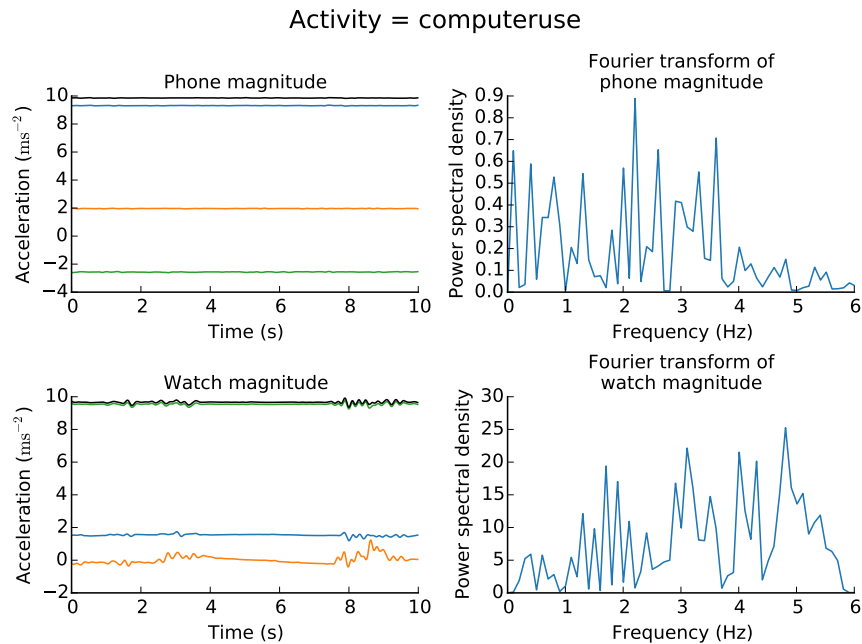 Activity = computeruse
Phone magnitude
Acceleration (ms⁻²)
10
8
6
4
2
0
−2
−4
0 2 4 6 8 10
Time (s)
Fourier transform of
phone magnitude
Power spectral density
0.9
0.8
0.7
0.6
0.5
0.4
0.3
0.2
0.1
0.0
0 1 2 3 4 5 6
Frequency (Hz)
Watch magnitude
Acceleration (ms⁻²)
10
8
6
4
2
0
−2
0 2 4 6 8 10
Time (s)
Fourier transform of
watch magnitude
Power spectral density
30
25
20
15
10
5
0
0 1 2 3 4 5 6
Frequency (Hz)